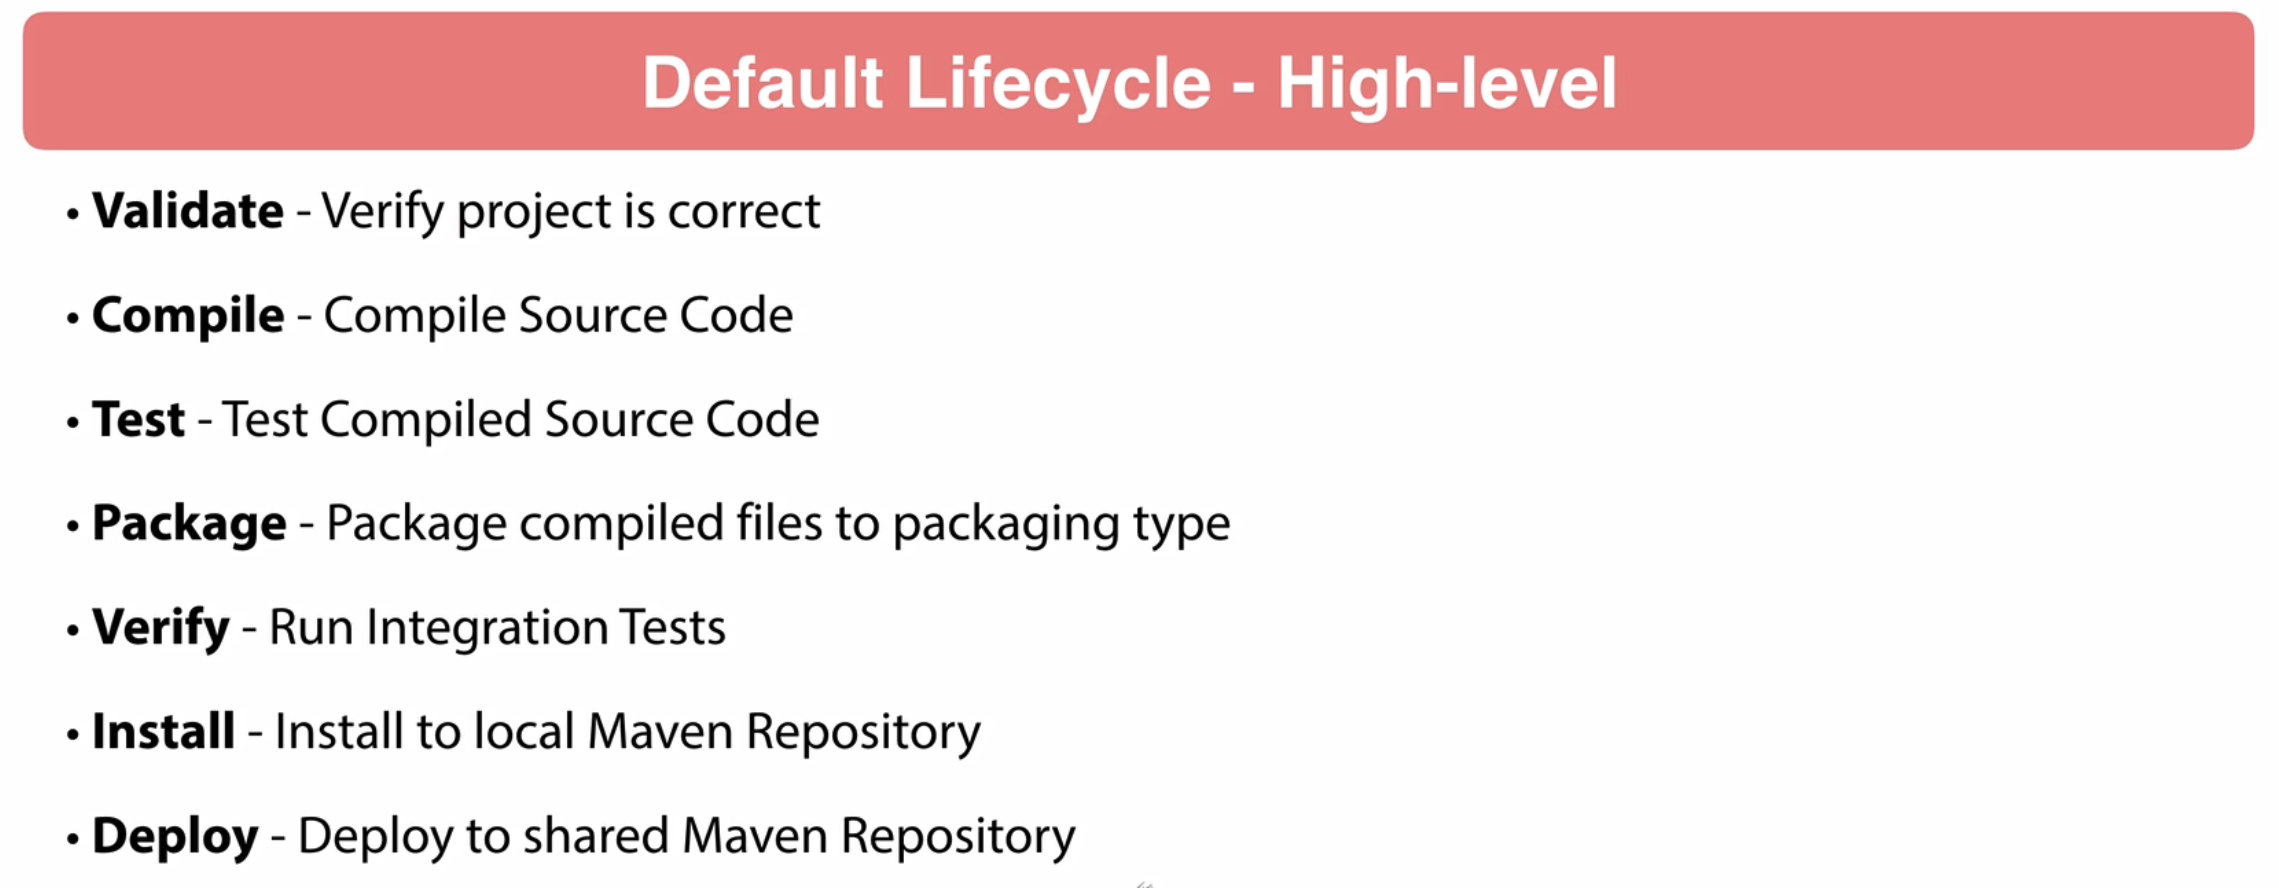 Default Lifecycle - High-level
• Validate - Verify project is correct
• Compile - Compile Source Code
• Test - Test Compiled Source Code
• Package - Package compiled files to packaging type
• Verify - Run Integration Tests
• Install - Install to local Maven Repository
• Deploy - Deploy to shared Maven Repository